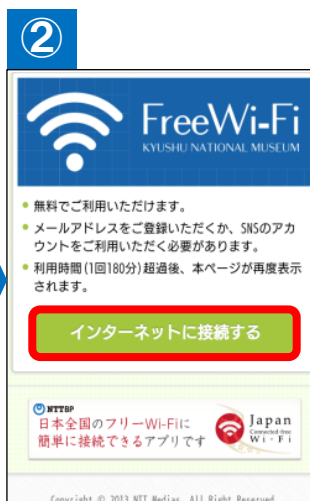 ②
FreeWi-Fi
KYUSHU NATIONAL MUSEUM
• 無料でご利用いただけます。
• メールアドレスをご登録いただくか、SNSのアカ
ウントをご利用いただく必要があります。
• 利用時間(1回180分)超過後、本ページが再度表示
されます。
インターネットに接続する
NTTBP
日本全国のフリーWi-Fiに
簡単に接続できるアプリです
Japan
Connected-free
Wi-Fi
Copyright © 2013 NTT Medias. All Right Reserved.